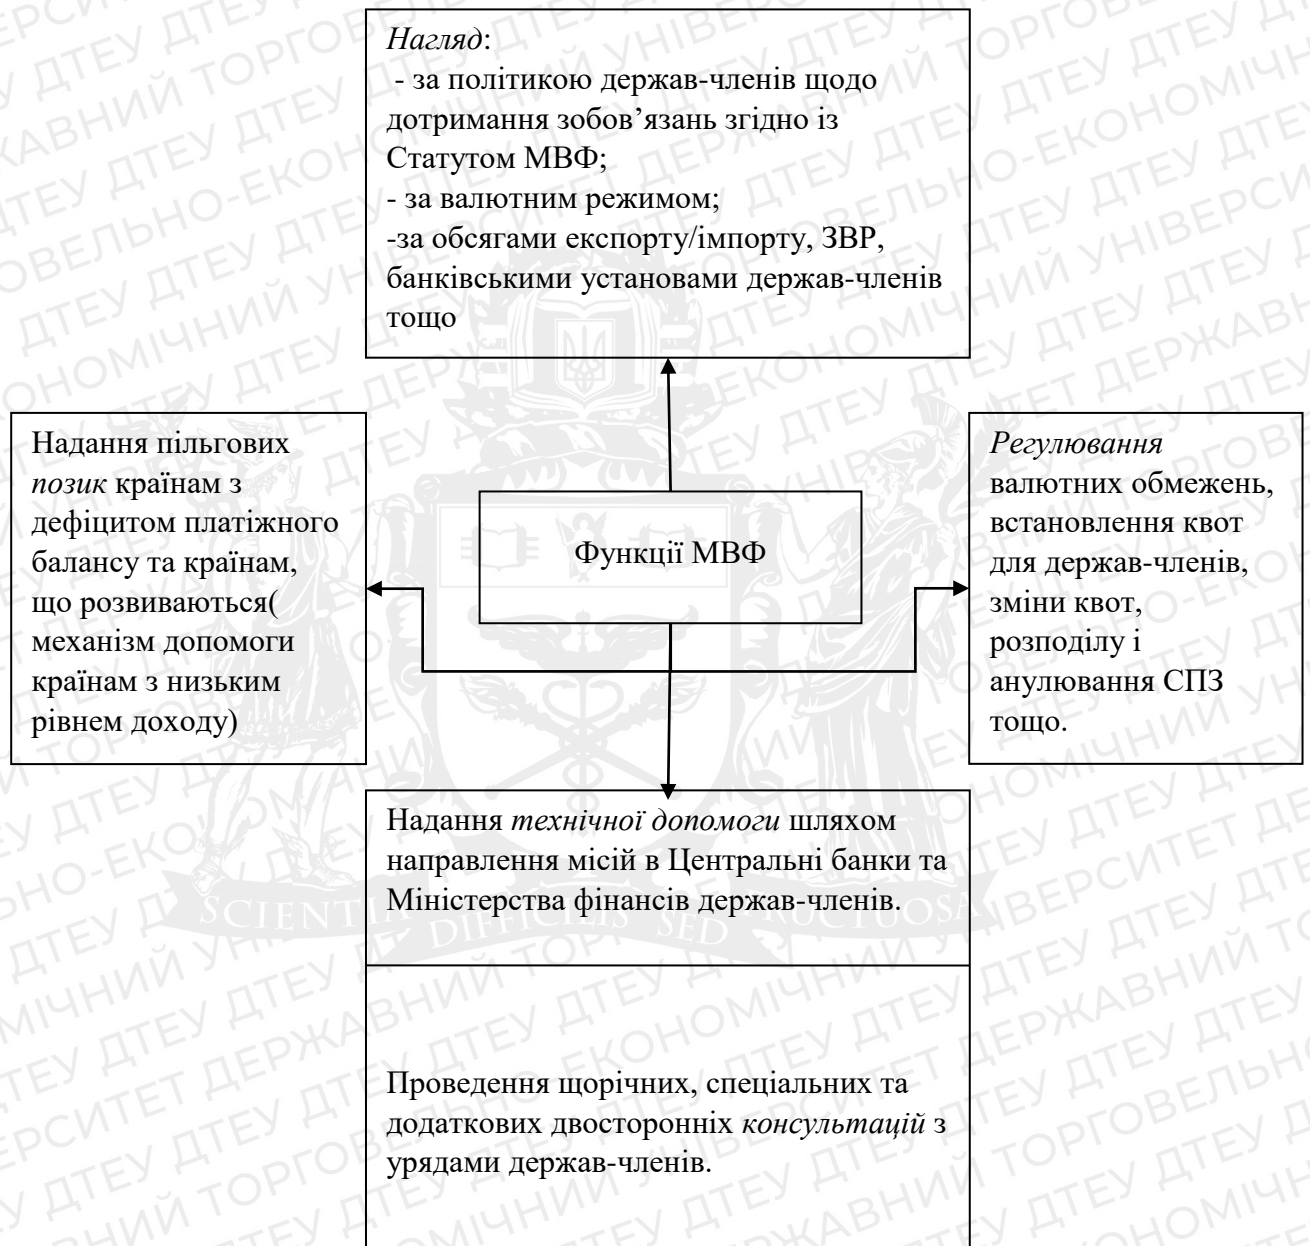 Нагляд:
- за політикою держав-членів щодо
дотримання зобов’язань згідно із
Статутом МВФ;
- за валютним режимом;
-за обсягами експорту/імпорту, ЗВР,
банківськими установами держав-членів
тощо
Надання пільгових
позик країнам з
дефіцитом платіжного
балансу та країнам,
що розвиваються(
механізм допомоги
країнам з низьким
рівнем доходу)
Функції МВФ
Регулювання
валютних обмежень,
встановлення квот
для держав-членів,
зміни квот,
розподілу і
анулювання СПЗ
тощо.
Надання технічної допомоги шляхом
направлення місій в Центральні банки та
Міністерства фінансів держав-членів.
SCIENTIA DIFFICILIS SED FRUCTUOSA
Проведення щорічних, спеціальних та
додаткових двосторонніх консультацій з
урядами держав-членів.